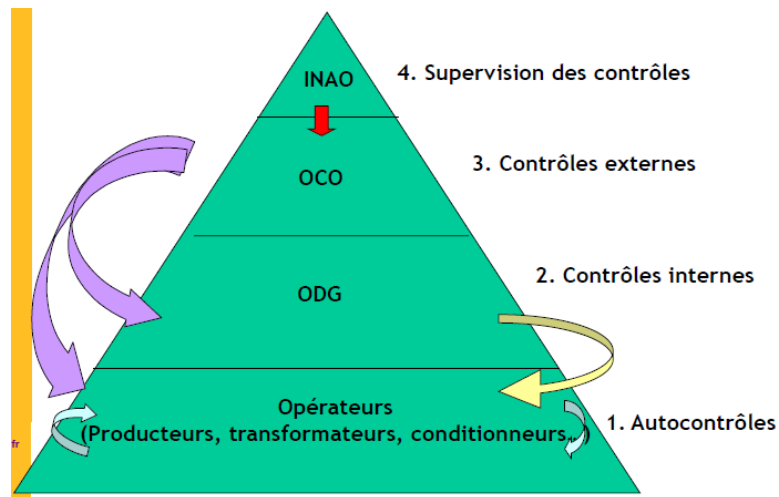 INAO
4. Supervision des contrôles
OCO
3. Contrôles externes
ODG
2. Contrôles internes
Opérateurs
(Producteurs, transformateurs, conditionneurs…)
1. Autocontrôles
fr